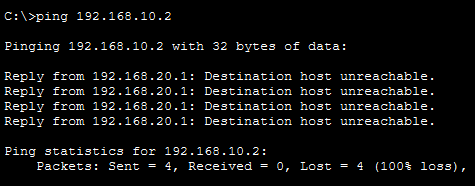 C:\>ping 192.168.10.2
Pinging 192.168.10.2 with 32 bytes of data:
Reply from 192.168.20.1: Destination host unreachable.
Reply from 192.168.20.1: Destination host unreachable.
Reply from 192.168.20.1: Destination host unreachable.
Reply from 192.168.20.1: Destination host unreachable.
Ping statistics for 192.168.10.2:
    Packets: Sent = 4, Received = 0, Lost = 4 (100% loss),